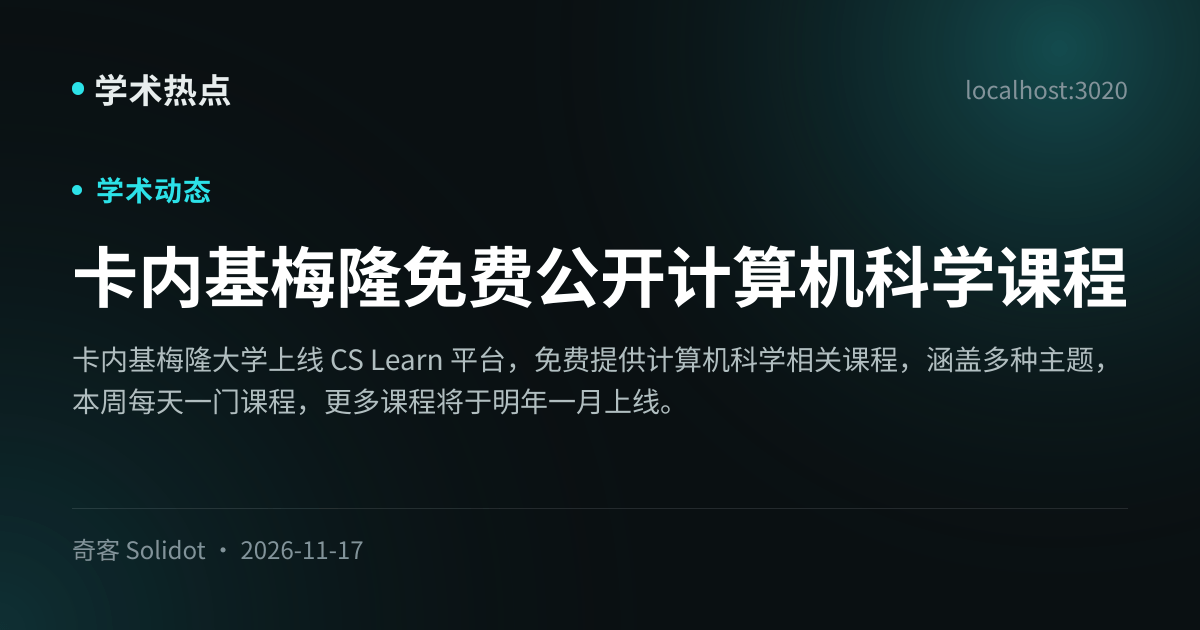 学术热点
localhost:3020
学术动态
卡内基梅隆免费公开计算机科学课程
卡内基梅隆大学上线 CS Learn 平台，免费提供计算机科学相关课程，涵盖多种主题，
本周每天一门课程，更多课程将于明年一月上线。
奇客 Solidot · 2026-11-17